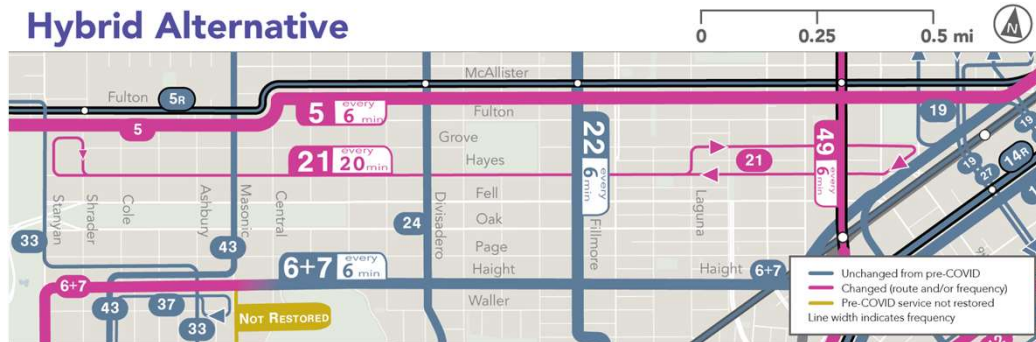 Hybrid Alternative
0 0.25 0.5 mi
N
McAllister
Fulton
5R
5
5 every 6 min
Fulton
Grove
Hayes
21 every 20 min
21
22 every 6 min
49 every 6 min
19
19
19
27
14R
Stanyan
Shrader
Cole
Ashbury
Masonic
Central
Divisadero
Fillmore
Laguna
Fell
Oak
Page
Haight
Haight
Waller
33
43
24
6+7 every 6 min
6+7
6+7
43
37
33
NOT RESTORED
Unchanged from pre-COVID
Changed (route and/or frequency)
Pre-COVID service not restored
Line width indicates frequency